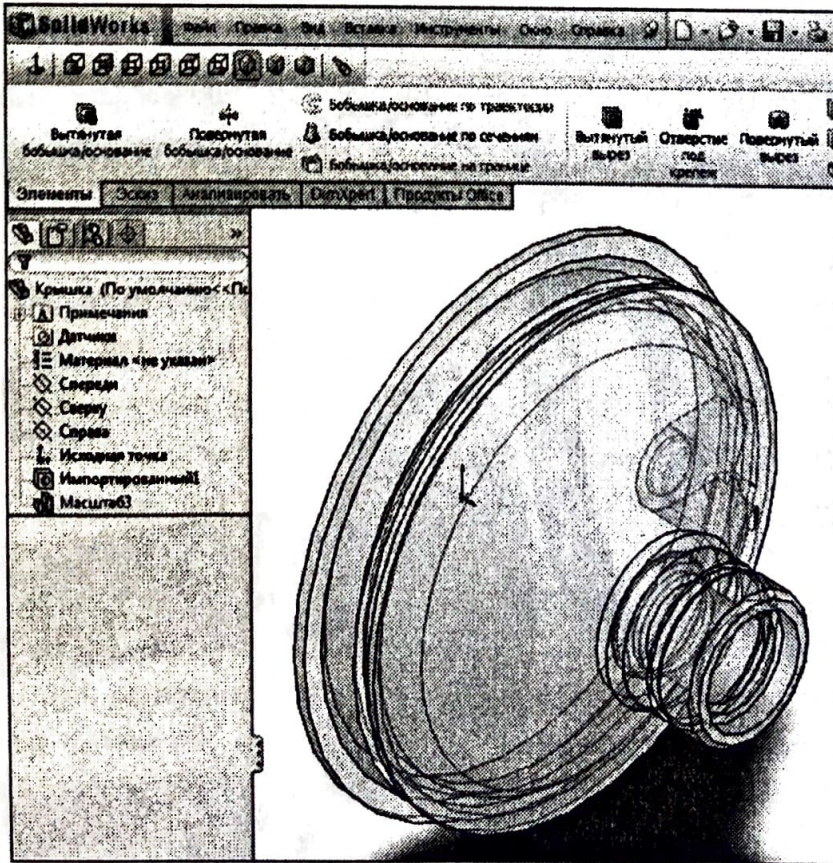 SolidWorks Файл Правка Вид Вставка Инструменты Окно Справка
Бобышка/основание по траектории
Вытянутая бобышка/основание
Повернутая бобышка/основание
Бобышка/основание по сечениям
Бобышка/основание на границе
Вытянутый вырез
Отверстие под крепеж
Повернутый вырез
Элементы Эскиз Анализировать DimXpert Продукты Office
Крышка (По умолчанию<<По
Примечания
Датчики
Материал <не указан>
Спереди
Сверху
Справа
Исходная точка
Импортированный1
Масштаб3